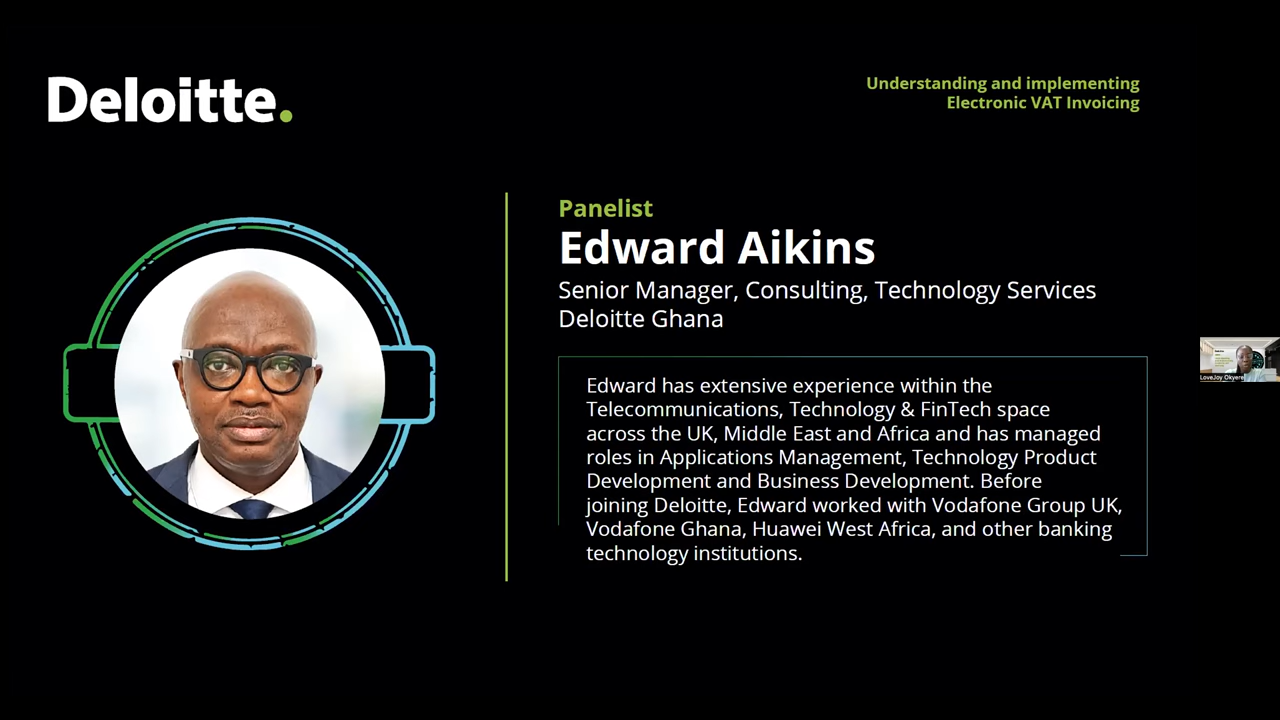 Deloitte.
Understanding and implementing
Electronic VAT Invoicing
Panelist
Edward Aikins
Senior Manager, Consulting, Technology Services
Deloitte Ghana
Edward has extensive experience within the
Telecommunications, Technology & FinTech space
across the UK, Middle East and Africa and has managed
roles in Applications Management, Technology Product
Development and Business Development. Before
joining Deloitte, Edward worked with Vodafone Group UK,
Vodafone Ghana, Huawei West Africa, and other banking
technology institutions.
LoveJoy Okyere